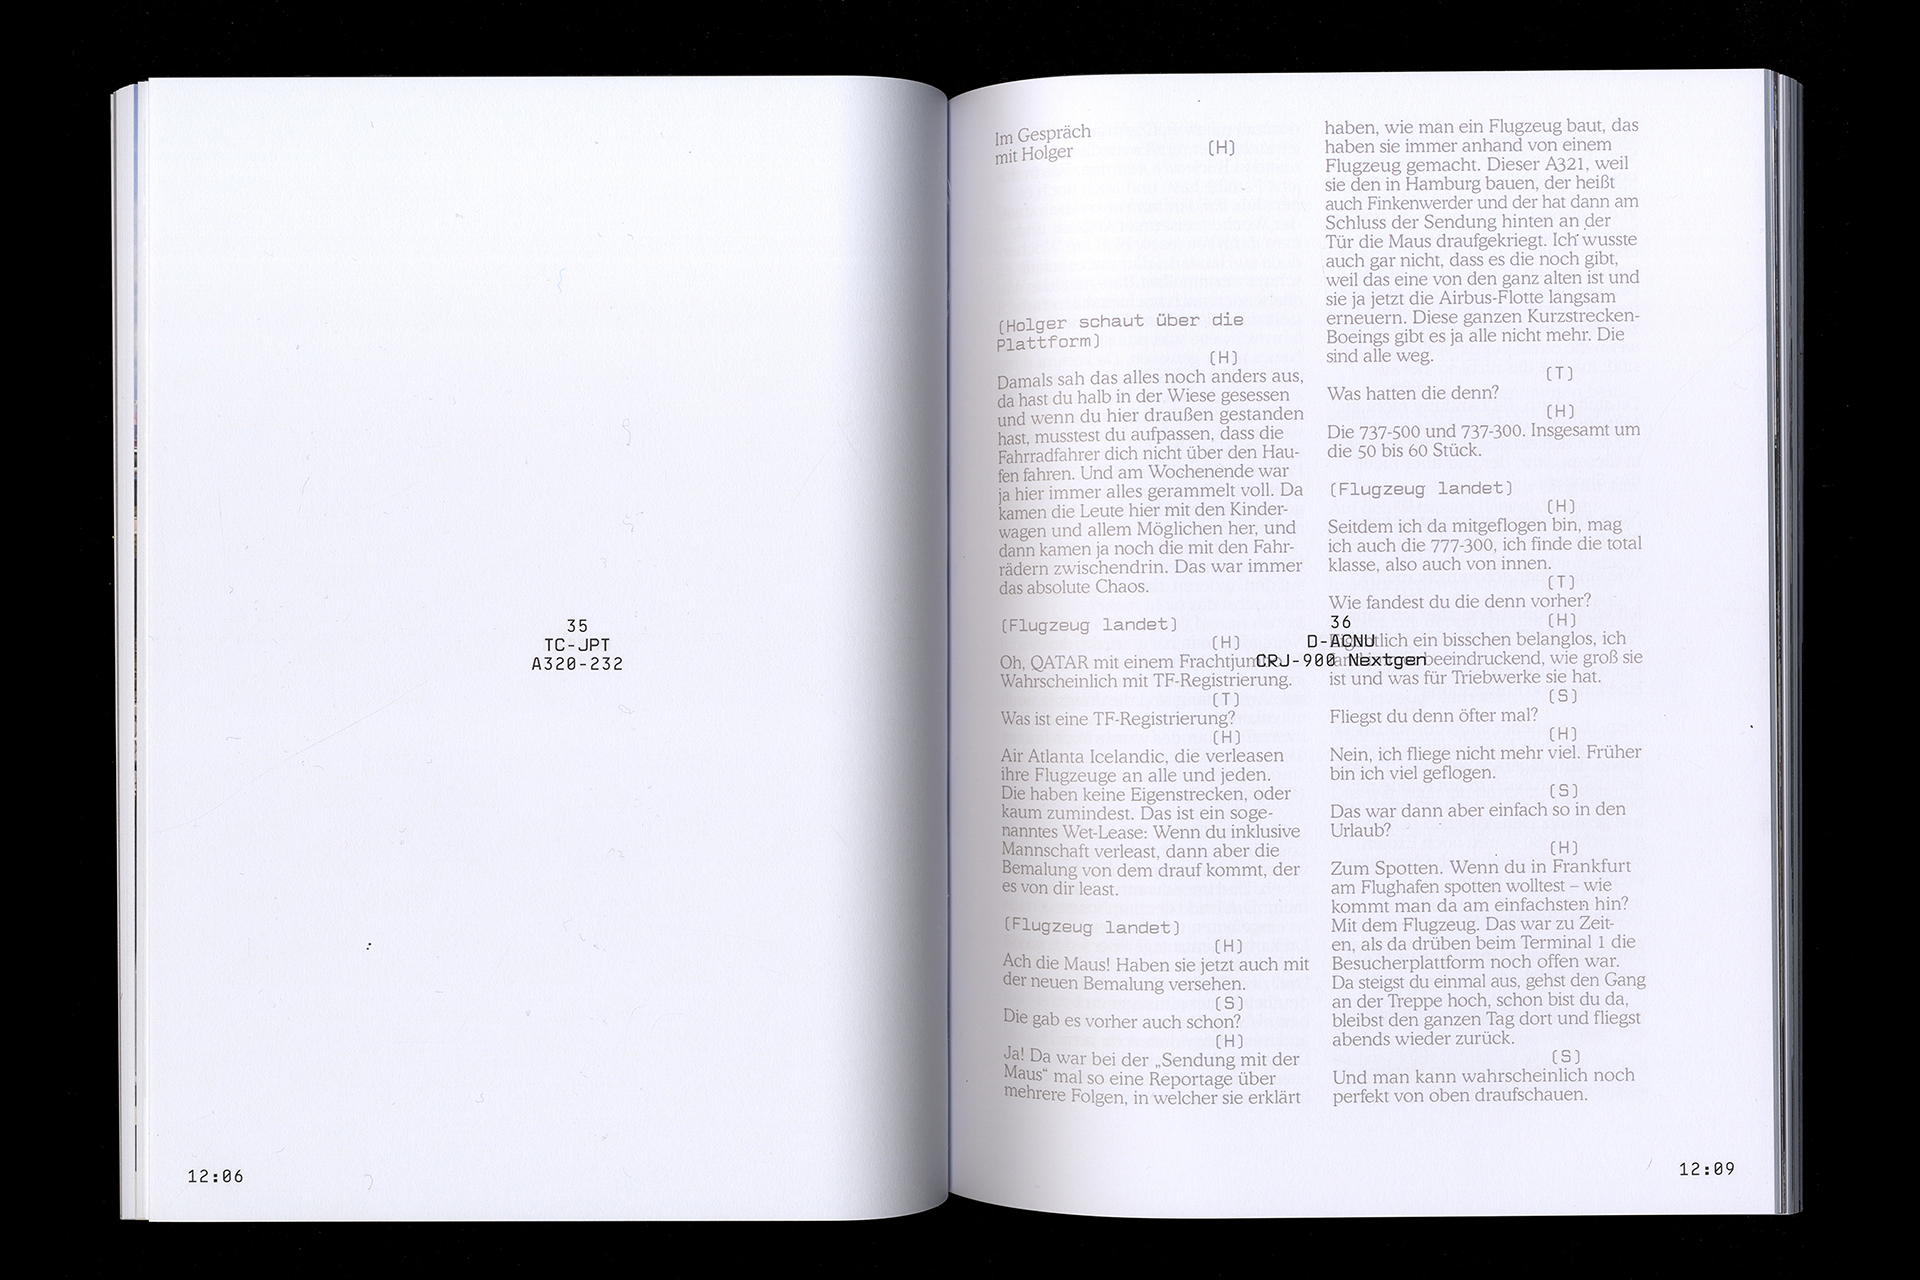 35
TC-JPT
A320-232
12:06
Im Gespräch
mit Holger (H)
(Holger schaut über die
Plattform)
(H)
Damals sah das alles noch anders aus,
da hast du halb in der Wiese gesessen
und wenn du hier draußen gestanden
hast, musstest du aufpassen, dass die
Fahrradfahrer dich nicht über den Hau-
fen fahren. Und am Wochenende war
ja hier immer alles gerammelt voll. Da
kamen die Leute hier mit den Kinder-
wagen und allem Möglichen her, und
dann kamen ja noch die mit den Fahr-
rädern zwischendrin. Das war immer
das absolute Chaos.
(Flugzeug landet)
(H)
Oh, QATAR mit einem
Wahrscheinlich mit TF-Registrierung.
(T)
Was ist eine TF-Registrierung?
(H)
Air Atlanta Icelandic, die verleasen
ihre Flugzeuge an alle und jeden.
Die haben keine Eigenstrecken, oder
kaum zumindest. Das ist ein soge-
nanntes Wet-Lease: Wenn du inklusive
Mannschaft verleast, dann aber die
Bemalung von dem drauf kommt, der
es von dir least.
(Flugzeug landet)
(H)
Ach die Maus! Haben sie jetzt auch mit
der neuen Bemalung versehen.
(S)
Die gab es vorher auch schon?
(H)
Ja! Da war bei der „Sendung mit der
Maus“ mal so eine Reportage über
mehrere Folgen, in welcher sie erklärt
haben, wie man ein Flugzeug baut, das
haben sie immer anhand von einem
Flugzeug gemacht. Dieser A321, weil
sie den in Hamburg bauen, der heißt
auch Finkenwerder und der hat dann am
Schluss der Sendung hinten an der
Tür die Maus draufgekriegt. Ich wusste
auch gar nicht, dass es die noch gibt,
weil das eine von den ganz alten ist und
sie ja jetzt die Airbus-Flotte langsam
erneuern. Diese ganzen Kurzstrecken-
Boeings gibt es ja alle nicht mehr. Die
sind alle weg.
(T)
Was hatten die denn?
(H)
Die 737-500 und 737-300. Insgesamt um
die 50 bis 60 Stück.
(Flugzeug landet)
(H)
Seitdem ich da mitgeflogen bin, mag
ich auch die 777-300, ich finde die total
klasse, also auch von innen.
(T)
Wie fandest du die denn vorher?
(H)
ein bisschen belanglos, ich
beeindruckend, wie groß sie
ist und was für Triebwerke sie hat.
(S)
Fliegst du denn öfter mal?
(H)
Nein, ich fliege nicht mehr viel. Früher
bin ich viel geflogen.
(S)
Das war dann aber einfach so in den
Urlaub?
(H)
Zum Spotten. Wenn du in Frankfurt
am Flughafen spotten wolltest – wie
kommt man da am einfachsten hin?
Mit dem Flugzeug. Das war zu Zeit-
en, als da drüben beim Terminal 1 die
Besucherplattform noch offen war.
Da steigst du einmal aus, gehst den Gang
an der Treppe hoch, schon bist du da,
bleibst den ganzen Tag dort und fliegst
abends wieder zurück.
(S)
Und man kann wahrscheinlich noch
perfekt von oben draufschauen.
36
D-ACNU
CRJ-900 Nextgen
12:09